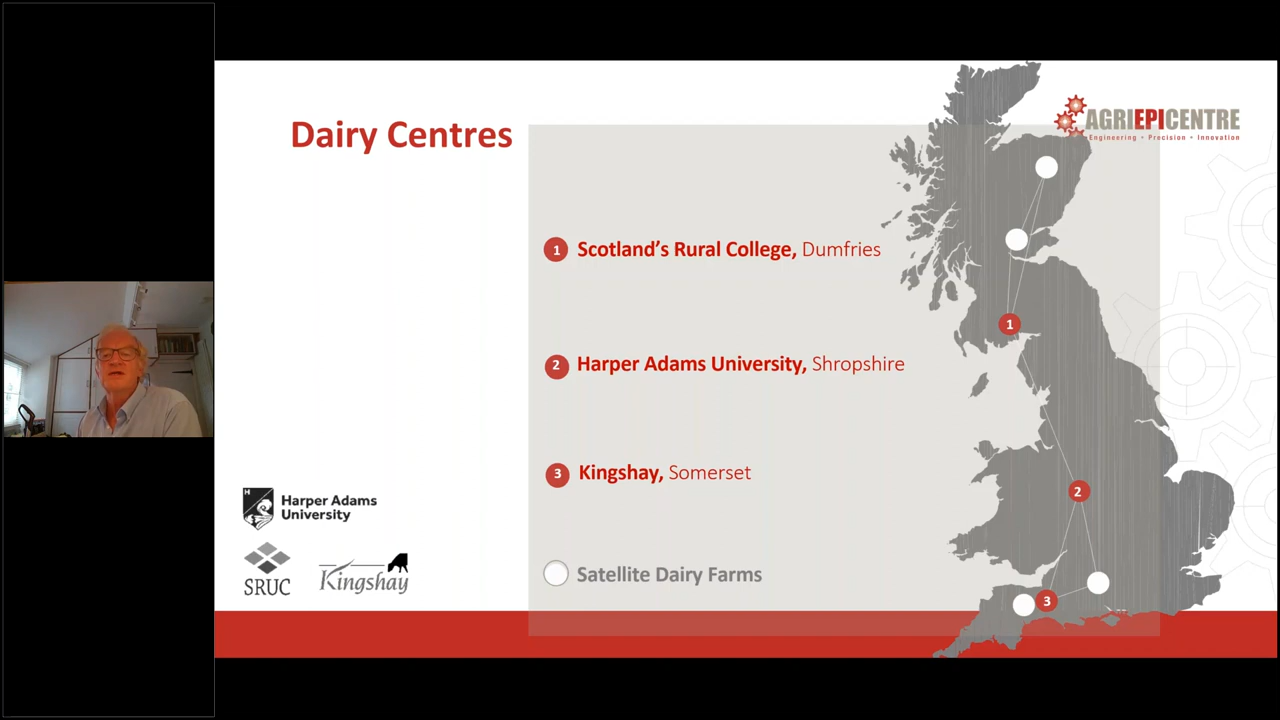 Dairy Centres
AGRIEPICENTRE
Engineering • Precision • Innovation
1 Scotland’s Rural College, Dumfries
2 Harper Adams University, Shropshire
3 Kingshay, Somerset
Satellite Dairy Farms
1
2
3
H
Harper Adams
University
SRUC
Kingshay